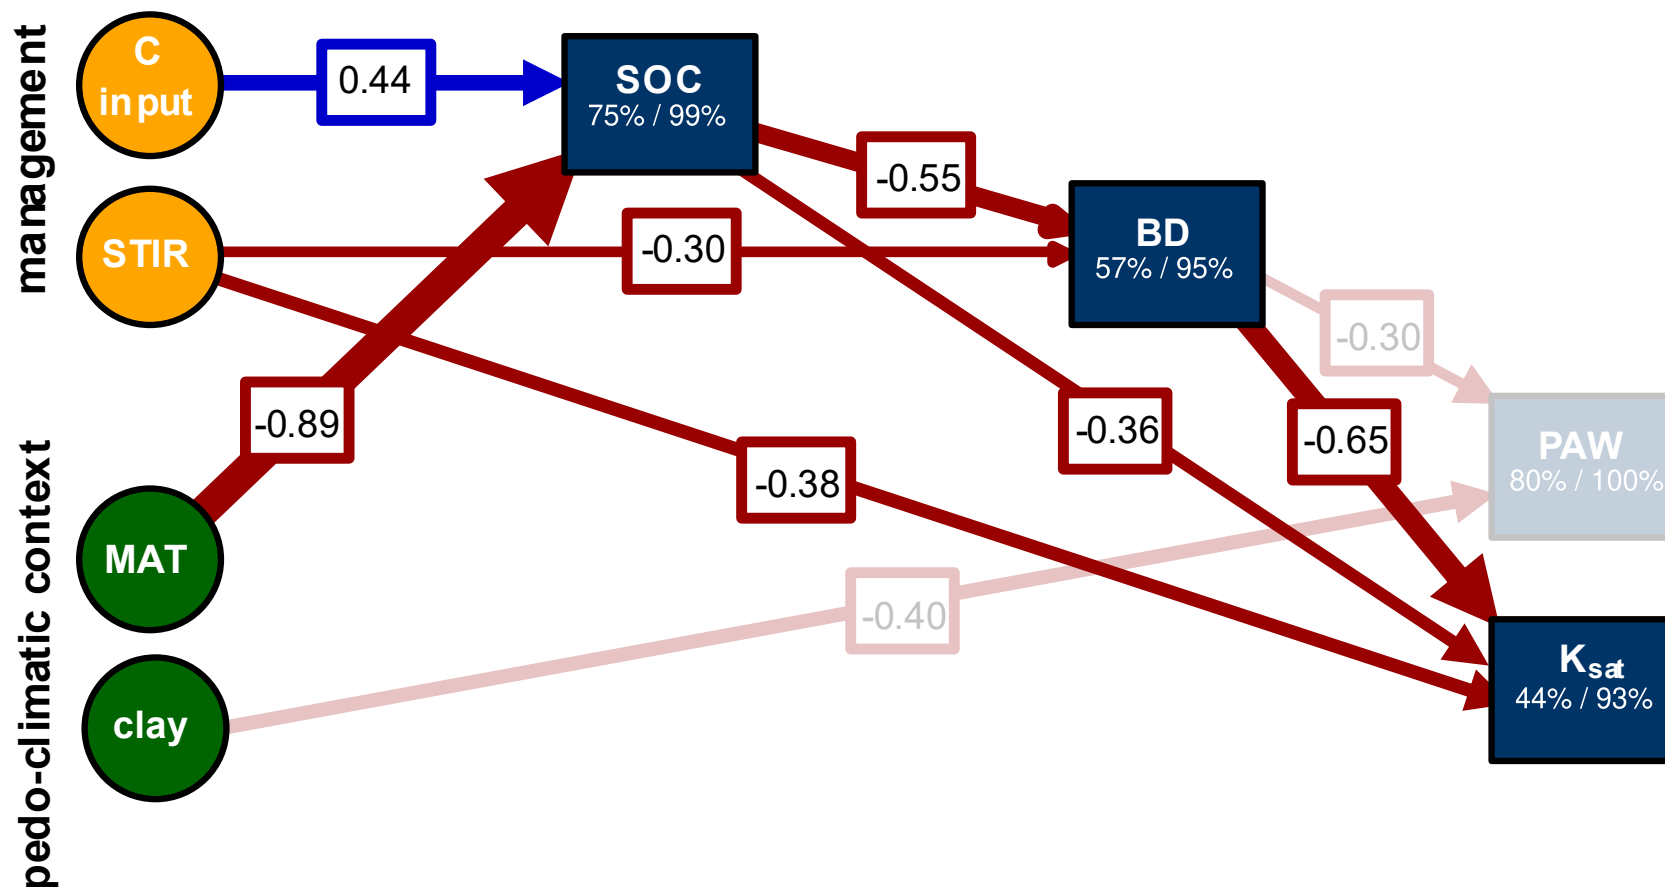 management
pedo-climatic context
C
input
0.44
SOC
75% / 99%
-0.55
STIR
-0.30
BD
57% / 95%
-0.30
-0.89
-0.36
-0.65
PAW
80% / 100%
-0.38
MAT
-0.40
Ksat
44% / 93%
clay